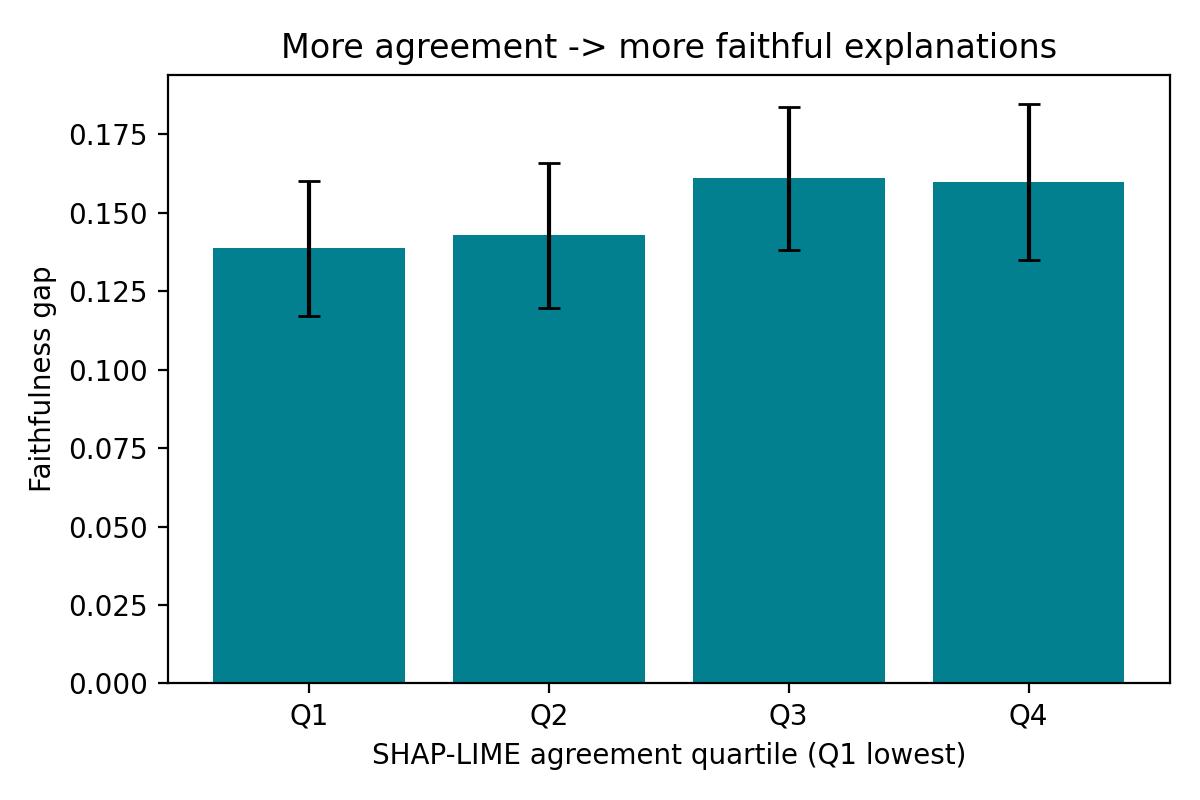 More agreement -> more faithful explanations
Faithfulness gap
0.175
0.150
0.125
0.100
0.075
0.050
0.025
0.000
Q1 Q2 Q3 Q4
SHAP-LIME agreement quartile (Q1 lowest)